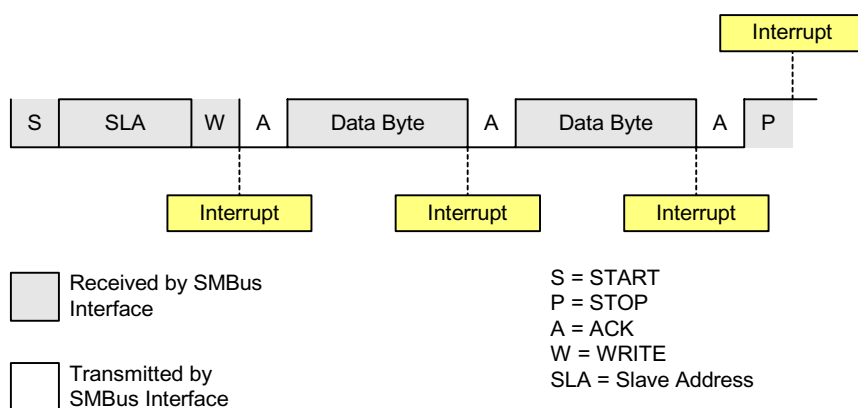 Interrupt
S
SLA
W
A
Data Byte
A
Data Byte
A
P
Interrupt
Interrupt
Interrupt
Received by SMBus
Interface
Transmitted by
SMBus Interface
S = START
P = STOP
A = ACK
W = WRITE
SLA = Slave Address